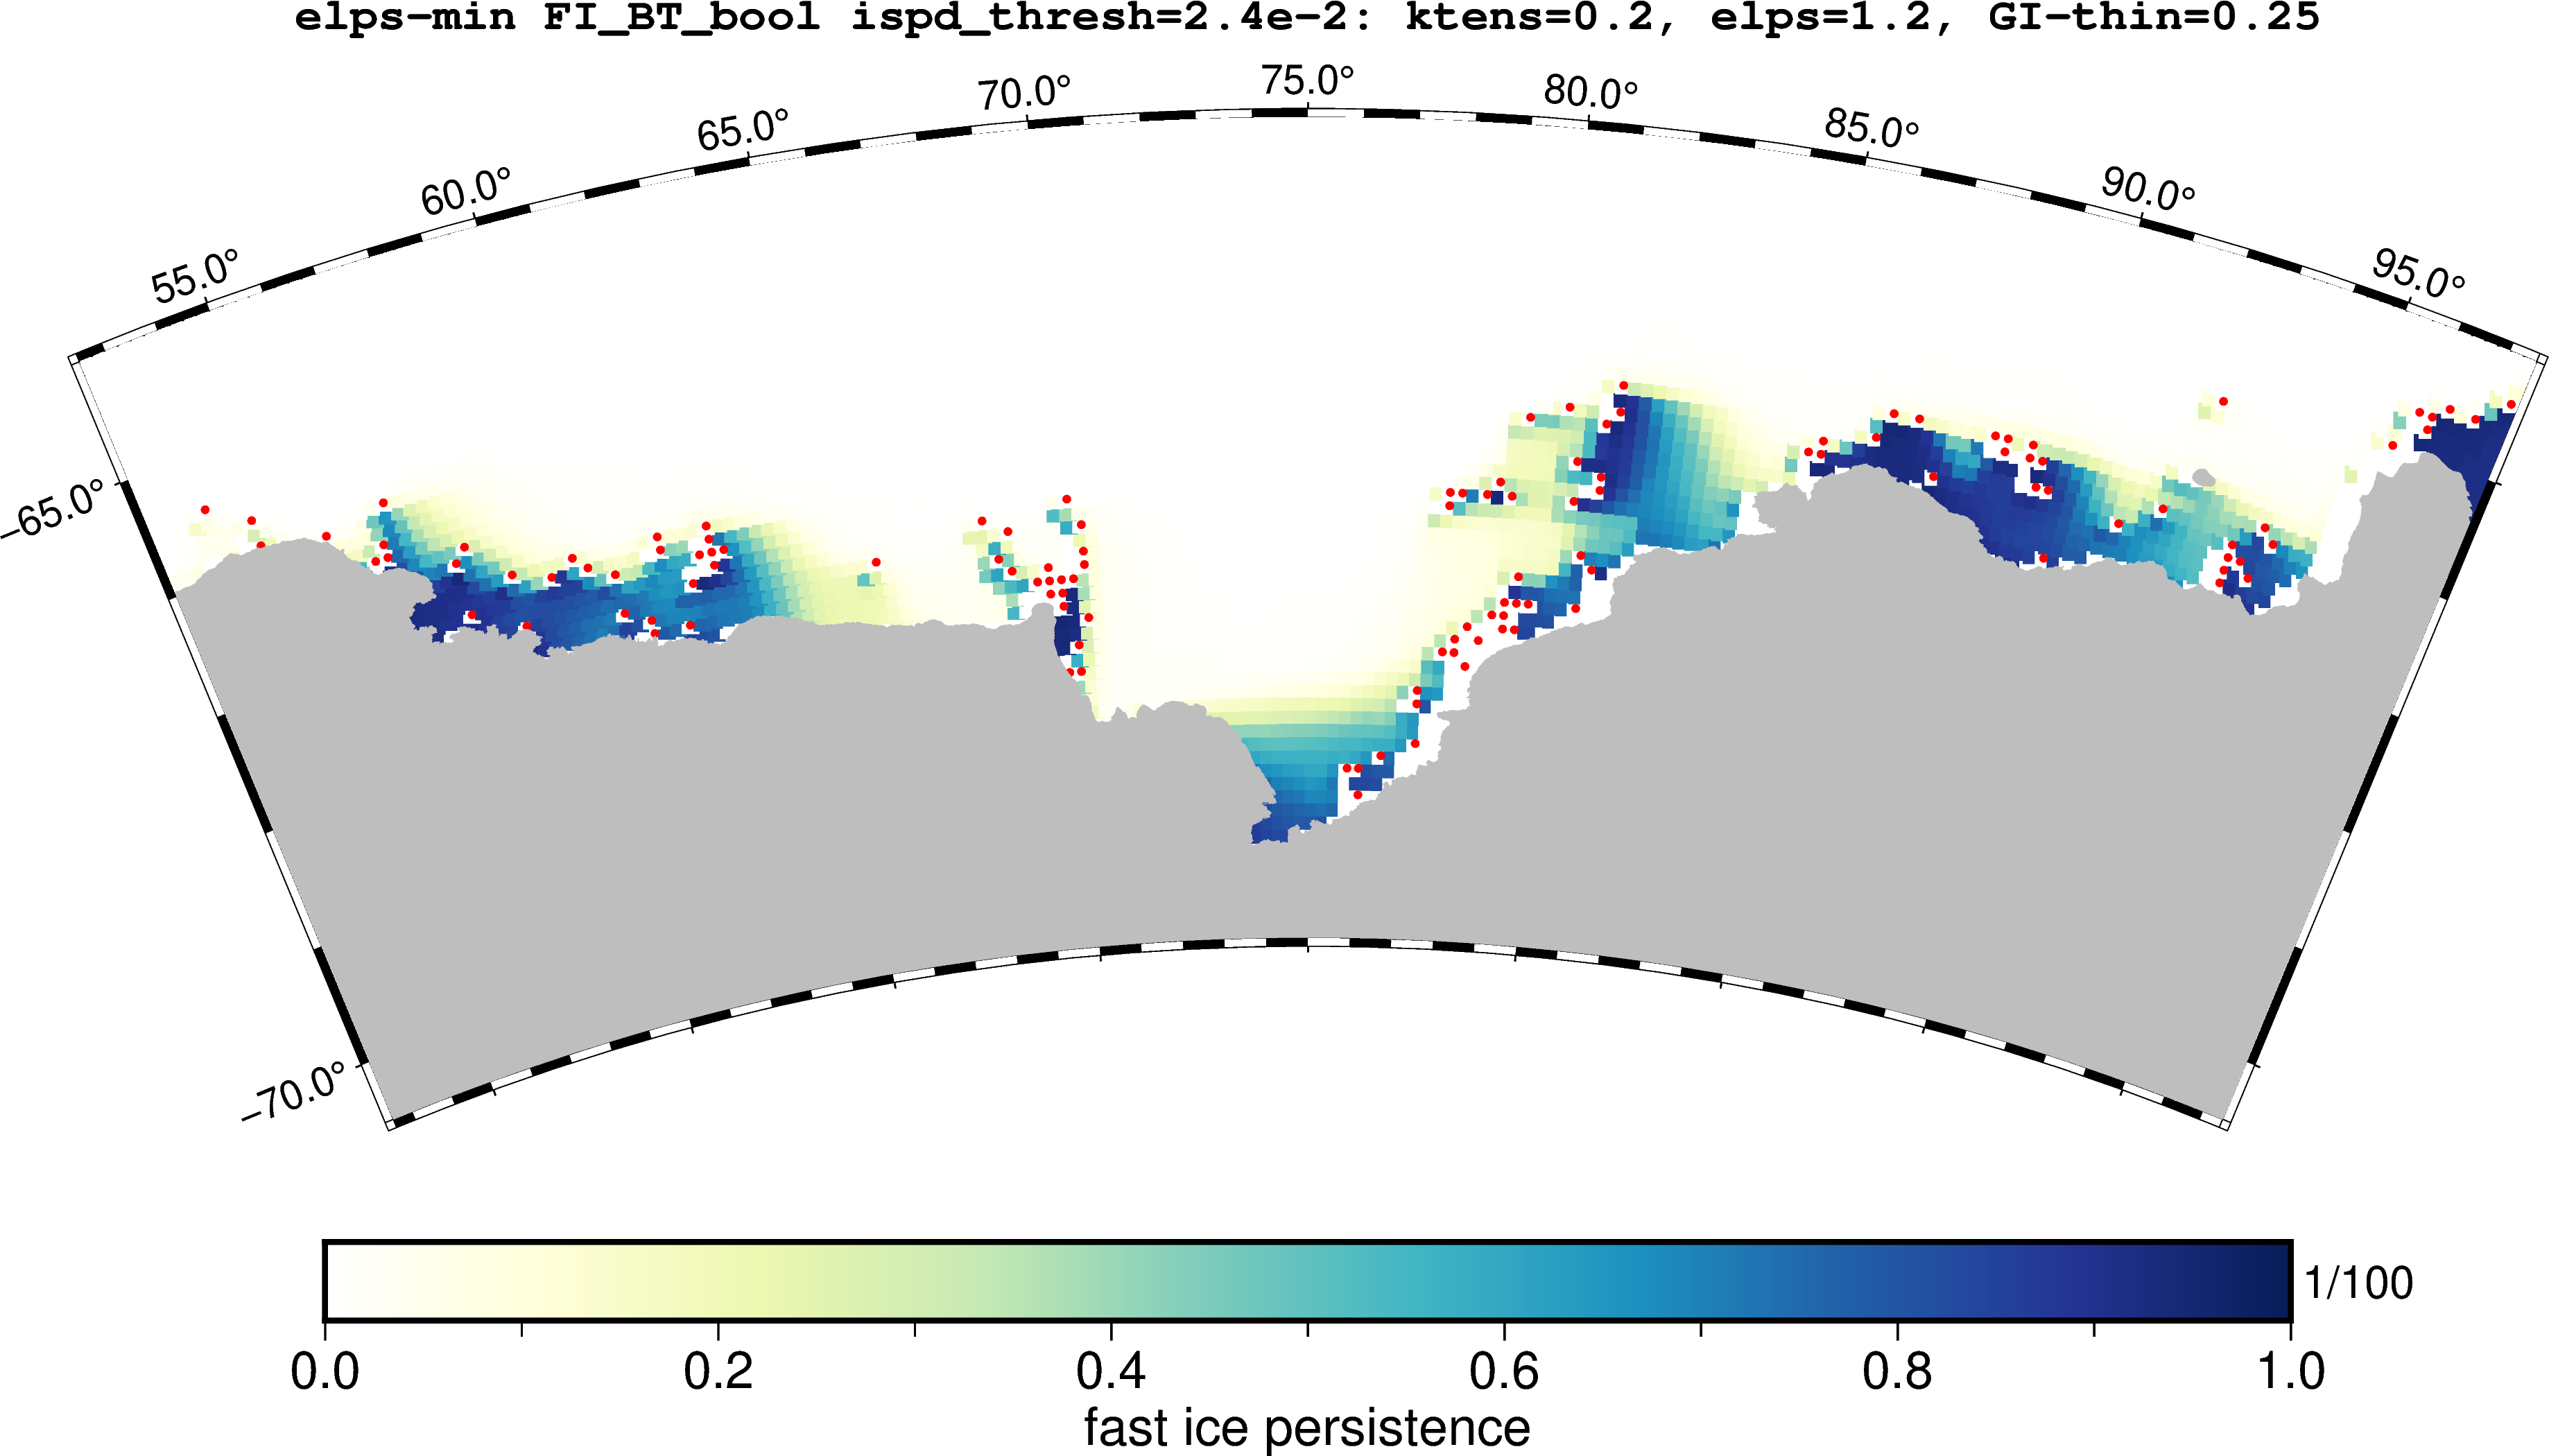 elps-min FI_BT_bool ispd_thresh=2.4e-2: ktens=0.2, elps=1.2, GI-thin=0.25
55.0° 60.0° 65.0° 70.0° 75.0° 80.0° 85.0° 90.0° 95.0°
-65.0°
-70.0°
1/100
0.0 0.2 0.4 0.6 0.8 1.0
fast ice persistence